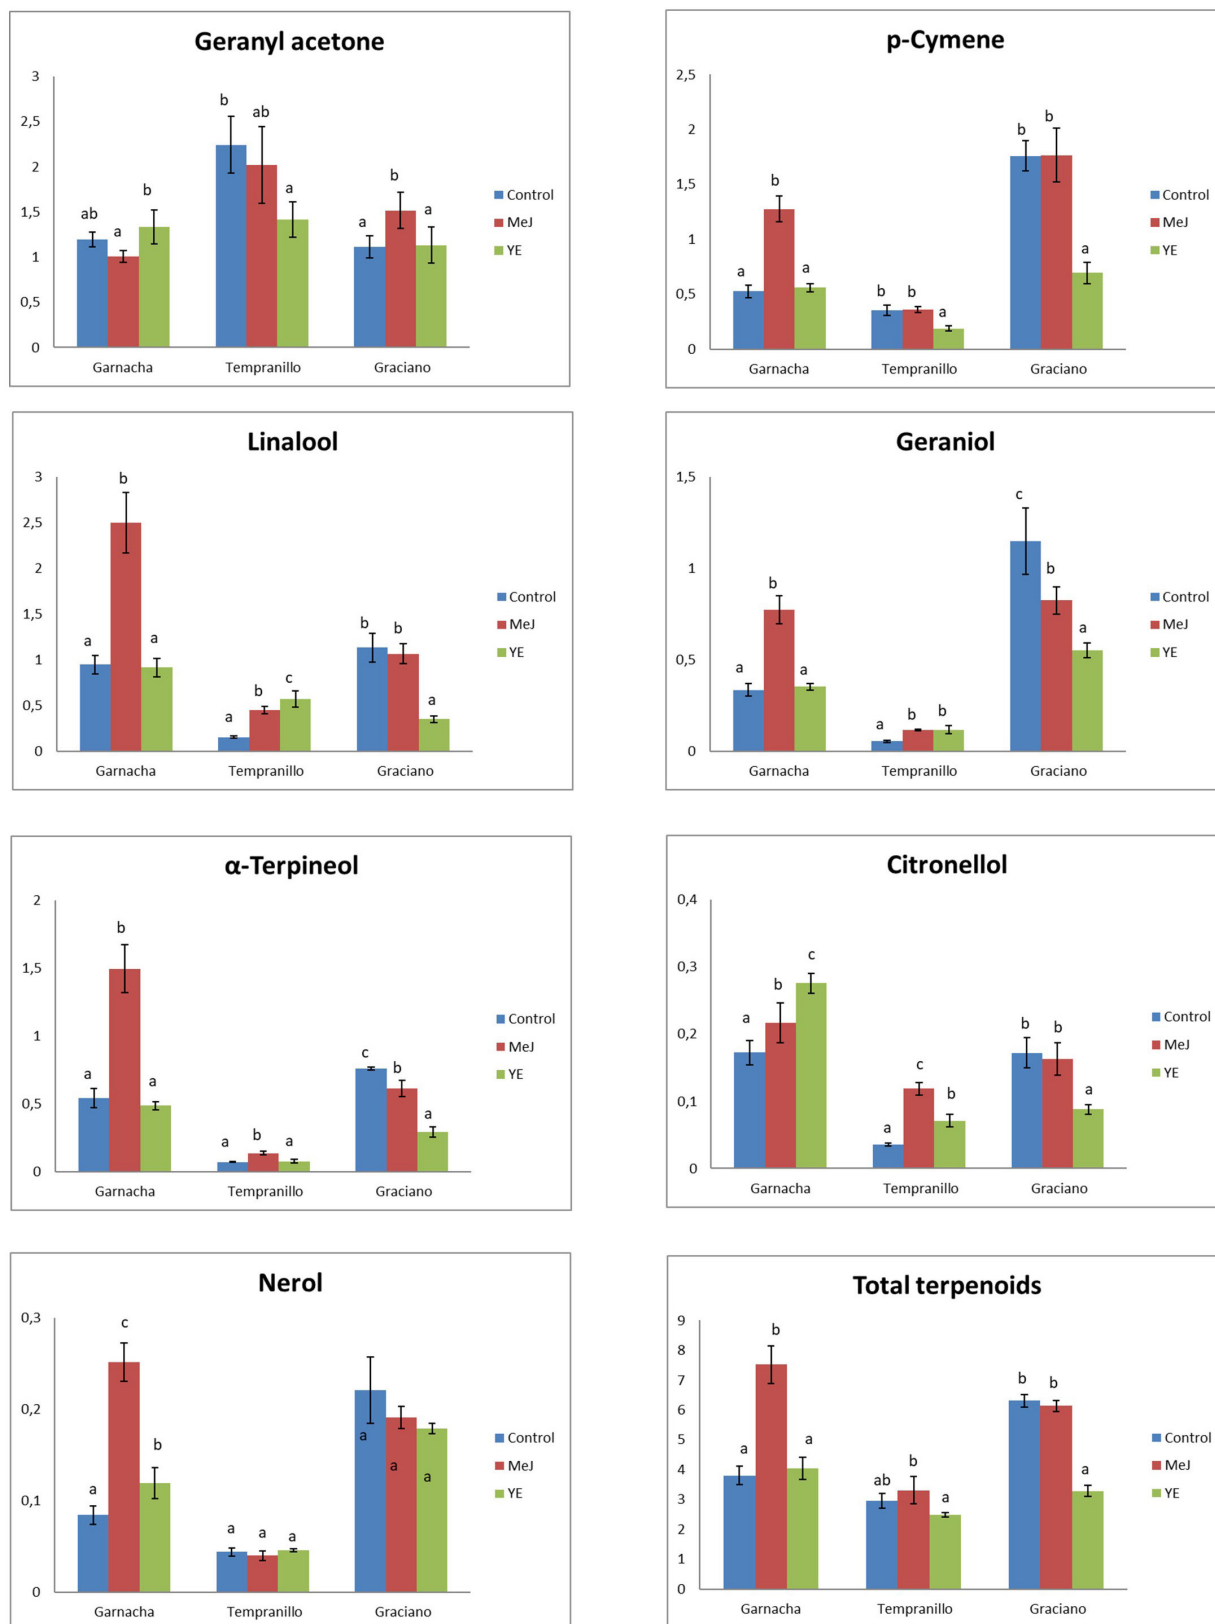 Geranyl acetone
3
2,5
2
1,5
1
0,5
0
ab
a
b
b
ab
a
a
b
a
Garnacha
Tempranillo
Graciano
Control
MeJ
YE
p-Cymene
2,5
2
1,5
1
0,5
0
a
b
a
b
b
a
b
b
a
Garnacha
Tempranillo
Graciano
Control
MeJ
YE
Linalool
3
2,5
2
1,5
1
0,5
0
a
b
a
a
b
c
b
b
a
Garnacha
Tempranillo
Graciano
Control
MeJ
YE
Geraniol
1,5
1
0,5
0
a
b
a
a
b
b
c
b
a
Garnacha
Tempranillo
Graciano
Control
MeJ
YE
α-Terpineol
2
1,5
1
0,5
0
a
b
a
a
b
a
c
b
a
Garnacha
Tempranillo
Graciano
Control
MeJ
YE
Citronellol
0,4
0,3
0,2
0,1
0
a
b
c
a
c
b
b
b
a
Garnacha
Tempranillo
Graciano
Control
MeJ
YE
Nerol
0,3
0,2
0,1
0
a
c
b
a
a
a
a
a
a
Garnacha
Tempranillo
Graciano
Control
MeJ
YE
Total terpenoids
9
8
7
6
5
4
3
2
1
0
a
b
a
ab
b
a
b
b
a
Garnacha
Tempranillo
Graciano
Control
MeJ
YE